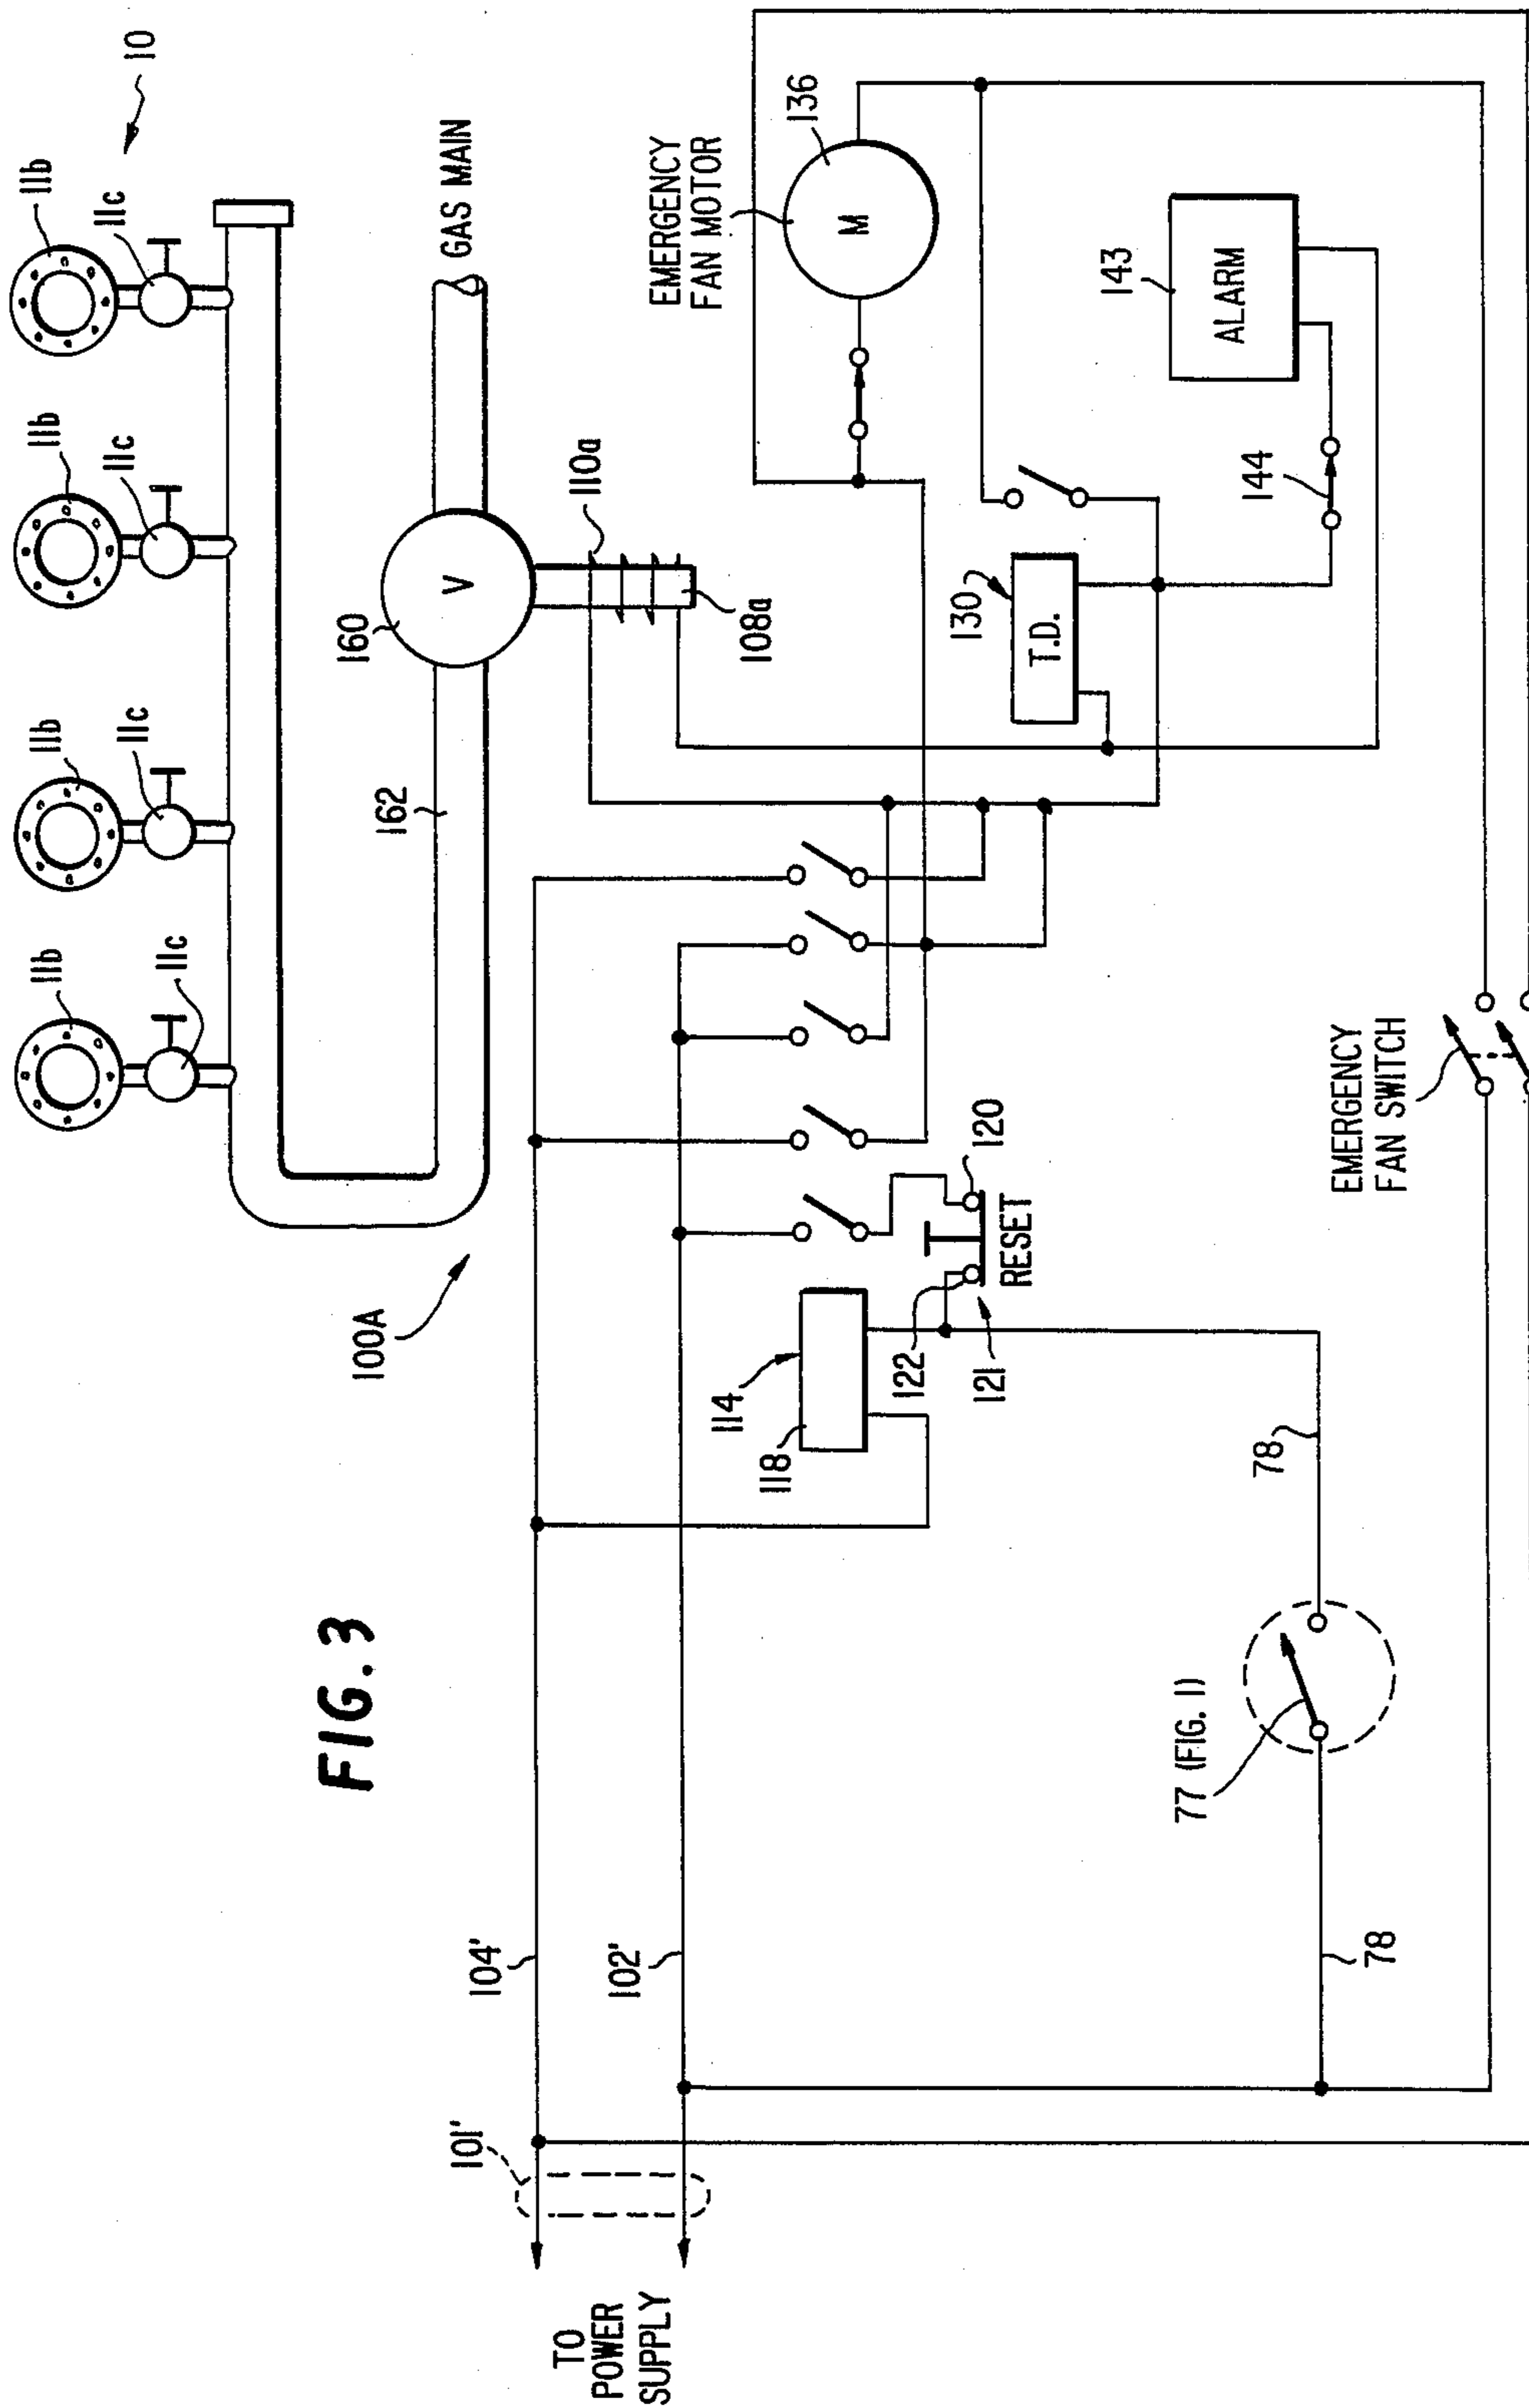 10
11b
11b
11b
11b
11c
11c
11c
11c
GAS MAIN
160
V
162
110a
108a
100A
EMERGENCY
FAN MOTOR
136
M
130
T.D.
143
ALARM
144
FIG. 3
104'
102'
101'
TO
POWER
SUPPLY
114
118
120
122
121
RESET
78
78
77 (FIG. 1)
EMERGENCY
FAN SWITCH